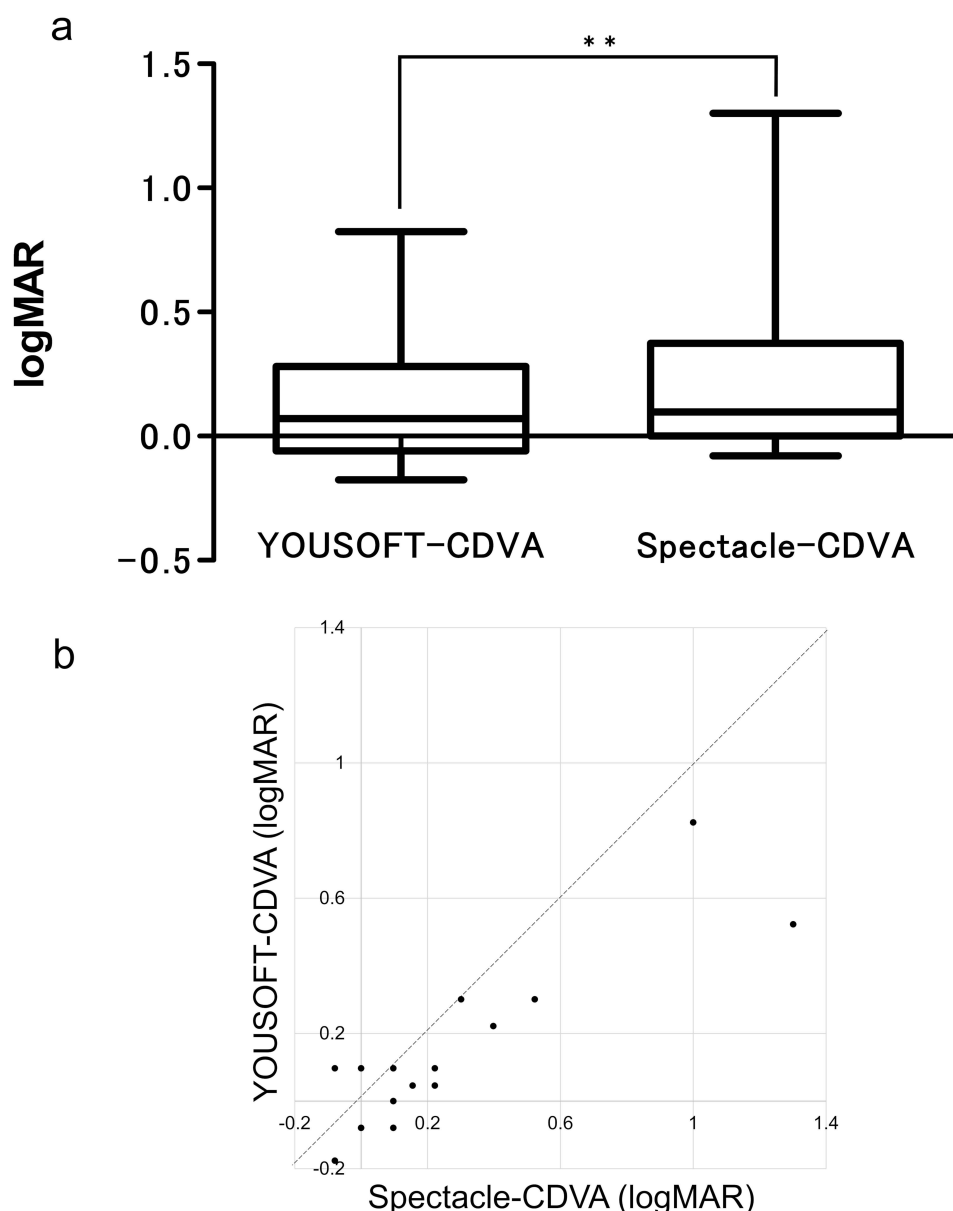 a
**
1.5
1.0
0.5
0.0
−0.5
logMAR
YOUSOFT−CDVA Spectacle−CDVA
b
1.4
1
0.6
0.2
-0.2
YOUSOFT-CDVA (logMAR)
-0.2 0.2 0.6 1 1.4
Spectacle-CDVA (logMAR)